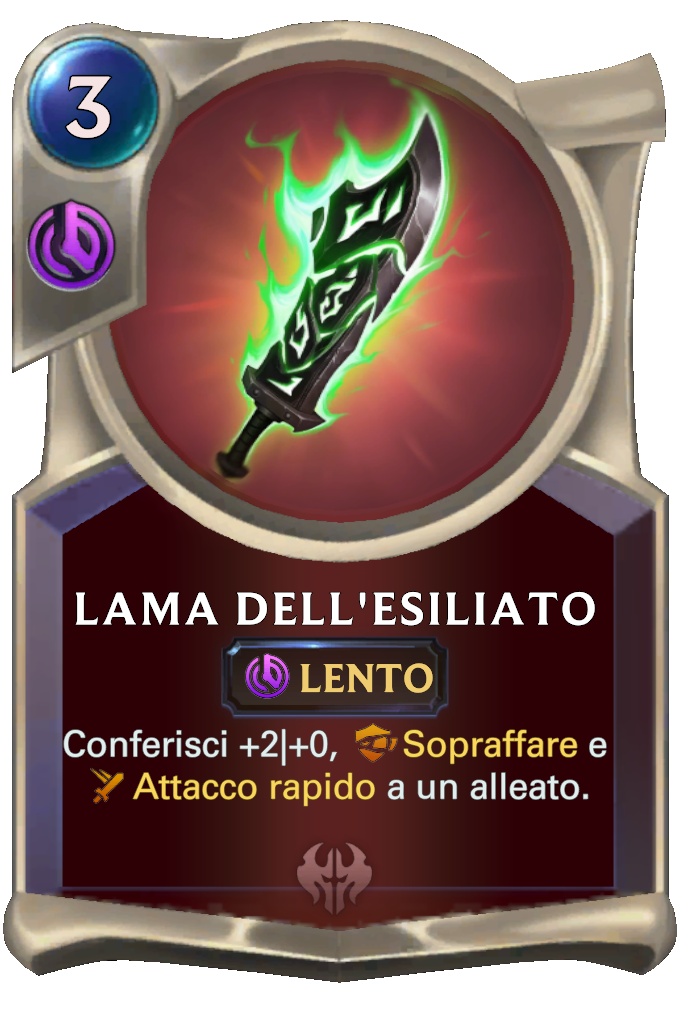 3
LAMA DELL'ESILIATO
LENTO
Conferisci +2|+0, Sopraffare e
Attacco rapido a un alleato.